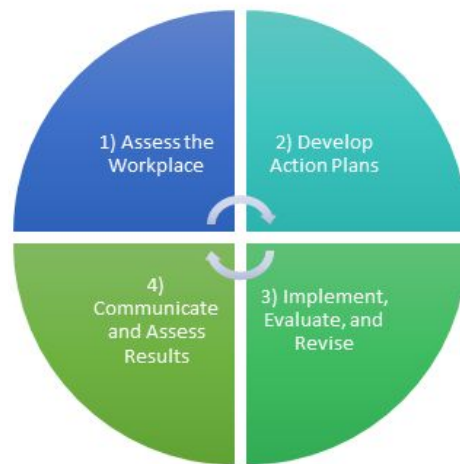 1) Assess the
Workplace
2) Develop
Action Plans
3) Implement,
Evaluate, and
Revise
4)
Communicate
and Assess
Results